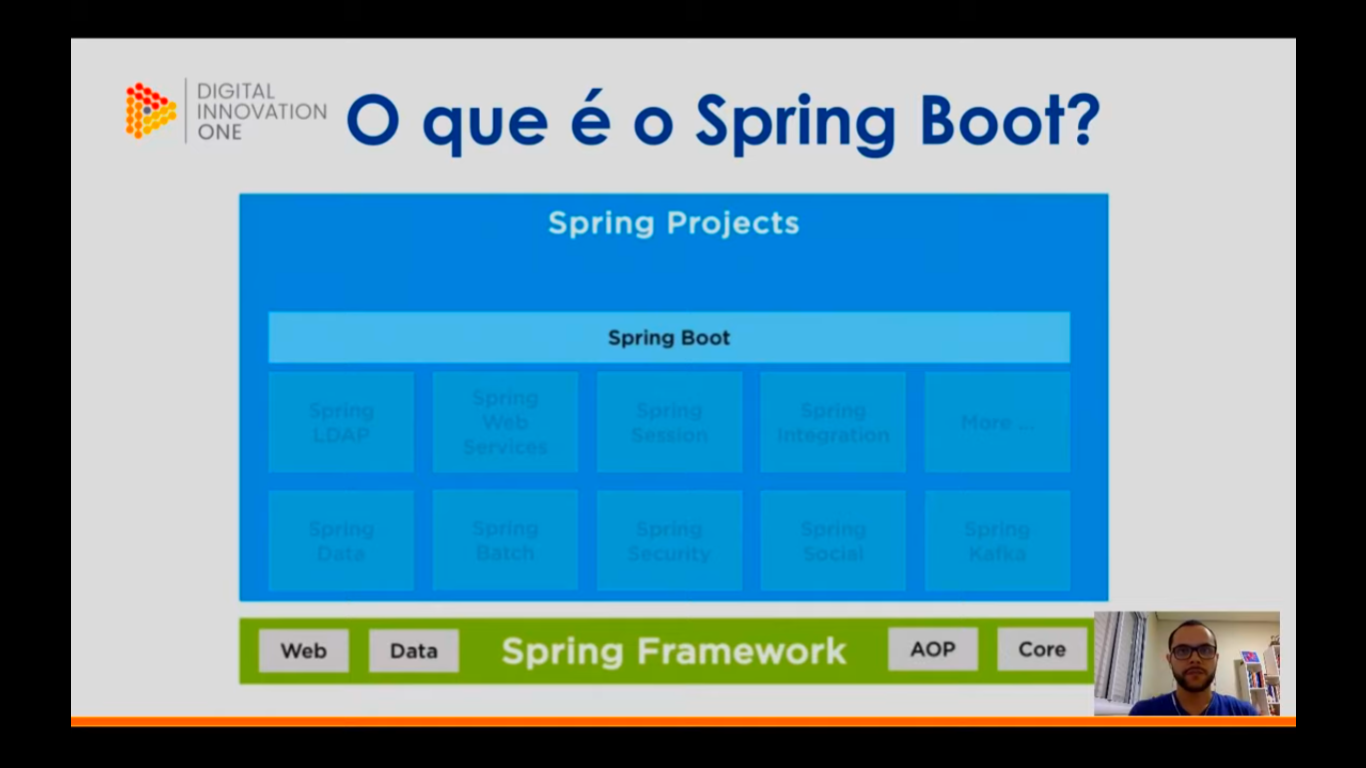 DIGITAL
INNOVATION
ONE
O que é o Spring Boot?
Spring Projects
Spring Boot
Spring
LDAP
Spring
Web
Services
Spring
Session
Spring
Integration
More ...
Spring
Data
Spring
Batch
Spring
Security
Spring
Social
Spring
Kafka
Web
Data
Spring Framework
AOP
Core